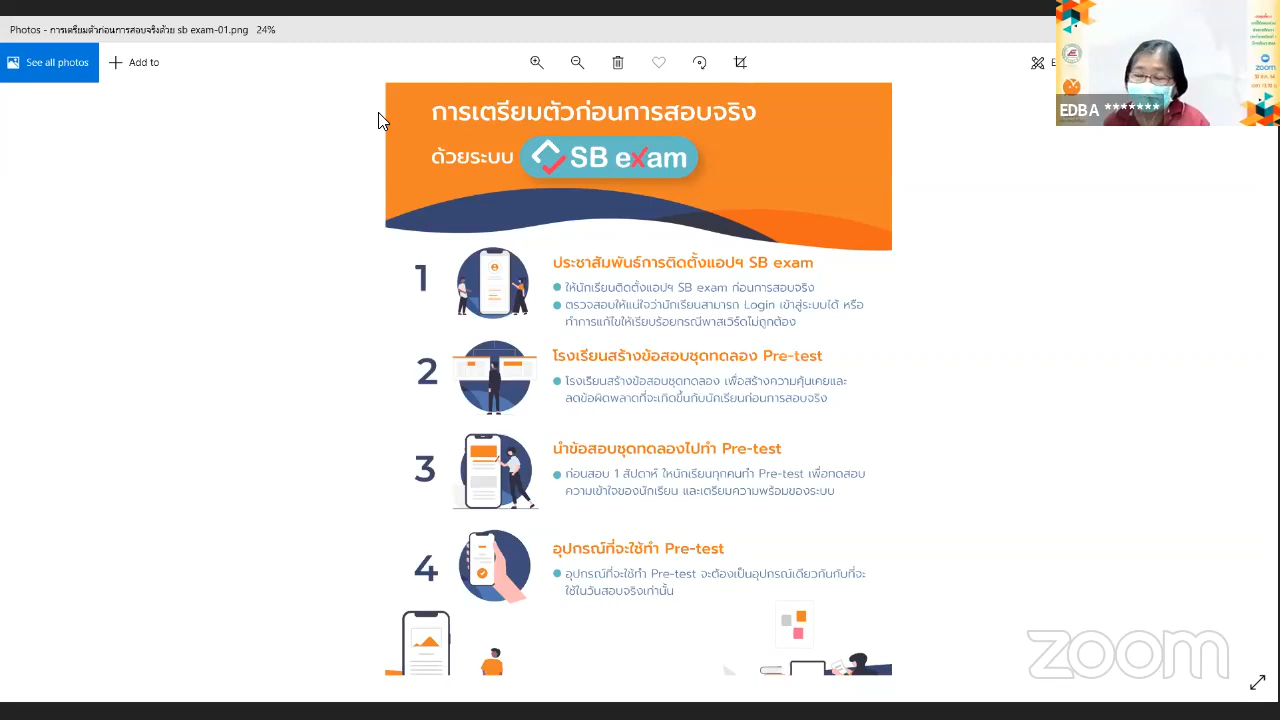 Photos - การเตรียมตัวก่อนการสอบจริงด้วย sb exam-01.png 24%
See all photos
Add to
การเตรียมตัวก่อนการสอบจริง
ด้วยระบบ SB exam
1
ประชาสัมพันธ์การติดตั้งแอปฯ SB exam
ให้นักเรียนติดตั้งแอปฯ SB exam ก่อนการสอบจริง
ตรวจสอบให้แน่ใจว่านักเรียนสามารถ Login เข้าสู่ระบบได้ หรือ
ทำการแก้ไขให้เรียบร้อยกรณีพาสเวิร์ดไม่ถูกต้อง
2
โรงเรียนสร้างข้อสอบชุดทดลอง Pre-test
โรงเรียนสร้างข้อสอบชุดทดลอง เพื่อสร้างความคุ้นเคยและ
ลดข้อผิดพลาดที่จะเกิดขึ้นกับนักเรียนก่อนการสอบจริง
3
นำข้อสอบชุดทดลองไปทำ Pre-test
ก่อนสอบ 1 สัปดาห์ ให้นักเรียนทุกคนทำ Pre-test เพื่อทดสอบ
ความเข้าใจของนักเรียน และเตรียมความพร้อมของระบบ
4
อุปกรณ์ที่จะใช้ทำ Pre-test
อุปกรณ์ที่จะใช้ทำ Pre-test จะต้องเป็นอุปกรณ์เดียวกันกับที่จะ
ใช้ในวันสอบจริงเท่านั้น
EDBA *******
zoom
zoom